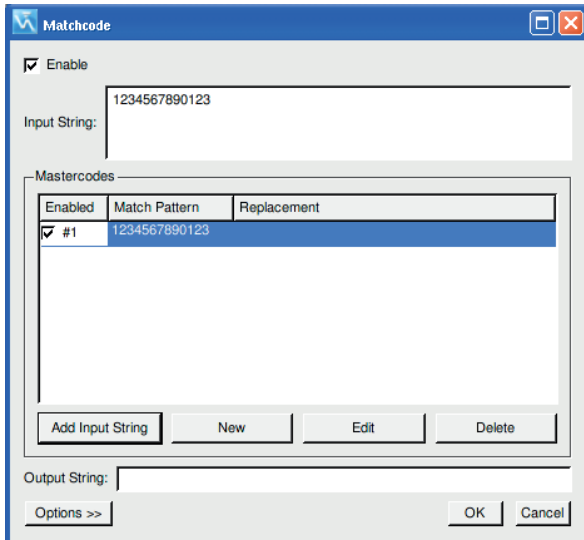 Matchcode
Enable
1234567890123
Input String:
Mastercodes
Enabled Match Pattern Replacement
#1 1234567890123
Add Input String New Edit Delete
Output String:
Options >> OK Cancel